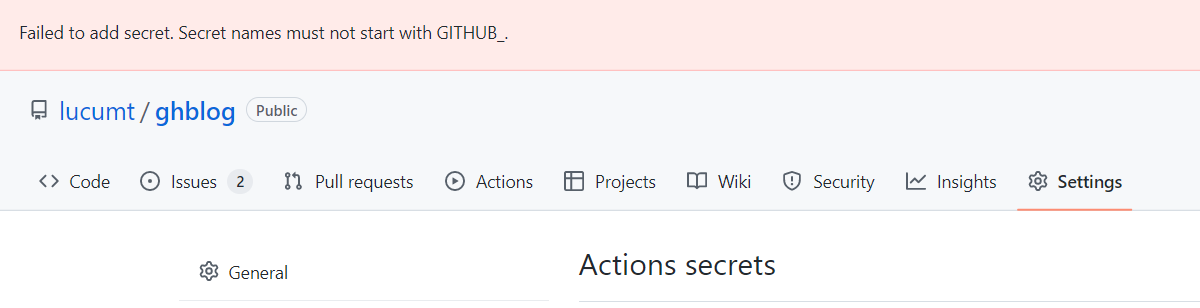 Failed to add secret. Secret names must not start with GITHUB_.
lucumt / ghblog Public
Code Issues 2 Pull requests Actions Projects Wiki Security Insights Settings
General
Actions secrets